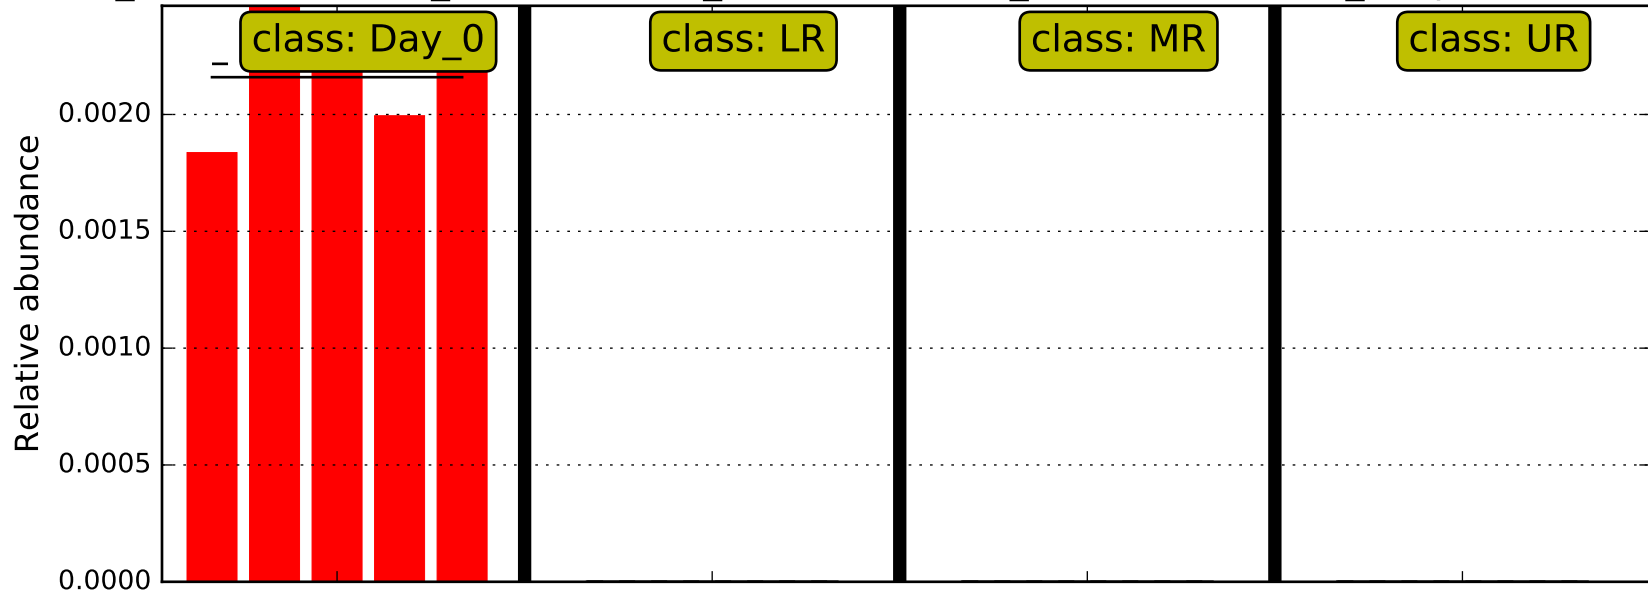 class: Day_0
class: LR
class: MR
class: UR
0.0020
0.0015
0.0010
0.0005
0.0000
Relative abundance